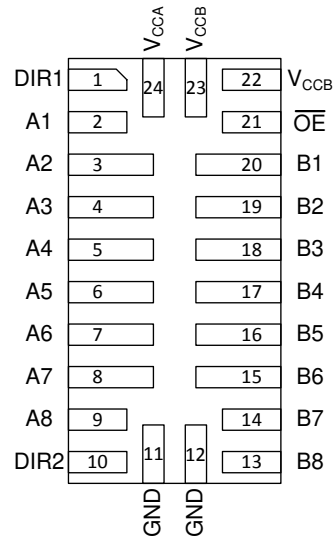 VCCA VCCB
DIR1 1 24 23 22 VCCB
A1 2 21 OE
A2 3 20 B1
A3 4 19 B2
A4 5 18 B3
A5 6 17 B4
A6 7 16 B5
A7 8 15 B6
A8 9 14 B7
DIR2 10 11 12 13 B8
GND GND